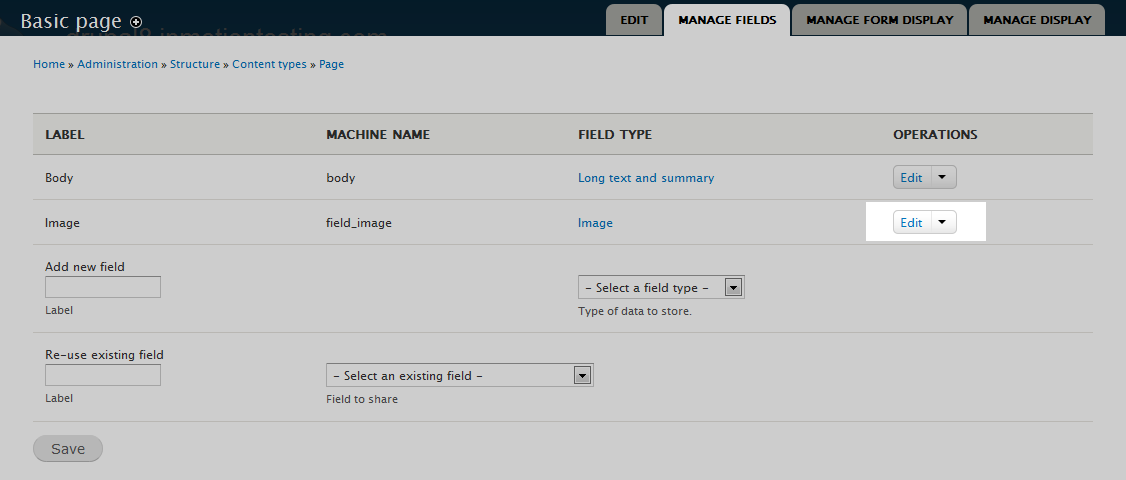 Basic page
EDIT
MANAGE FIELDS
MANAGE FORM DISPLAY
MANAGE DISPLAY
Home » Administration » Structure » Content types » Page
LABEL MACHINE NAME FIELD TYPE OPERATIONS
Body body Long text and summary Edit
Image field_image Image Edit
Add new field
- Select a field type -
Label Type of data to store.
Re-use existing field
- Select an existing field -
Label Field to share
Save